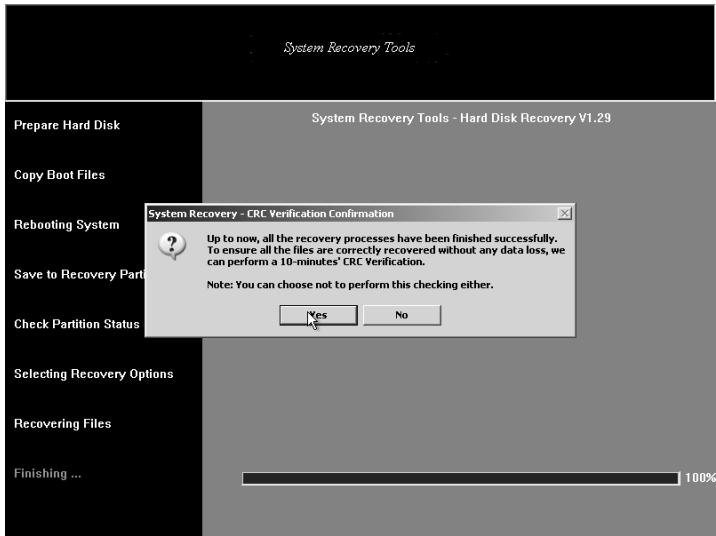 System Recovery Tools
System Recovery Tools - Hard Disk Recovery V1.29
Prepare Hard Disk
Copy Boot Files
Rebooting System
Save to Recovery Parti
Check Partition Status
Selecting Recovery Options
Recovering Files
Finishing ...
System Recovery - CRC Verification Confirmation
Up to now, all the recovery processes have been finished successfully.
To ensure all the files are correctly recovered without any data loss, we
can perform a 10-minutes' CRC Verification.
Note: You can choose not to perform this checking either.
Yes
No
100%